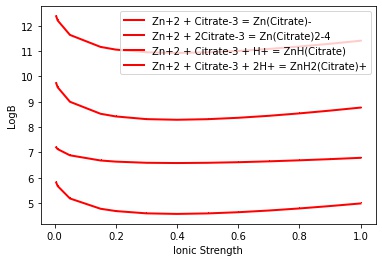 Zn+2 + Citrate-3 = Zn(Citrate)-
Zn+2 + 2Citrate-3 = Zn(Citrate)2-4
Zn+2 + Citrate-3 + H+ = ZnH(Citrate)
Zn+2 + Citrate-3 + 2H+ = ZnH2(Citrate)+
12
11
10
9
8
7
6
5
LogB
0.0 0.2 0.4 0.6 0.8 1.0
Ionic Strength